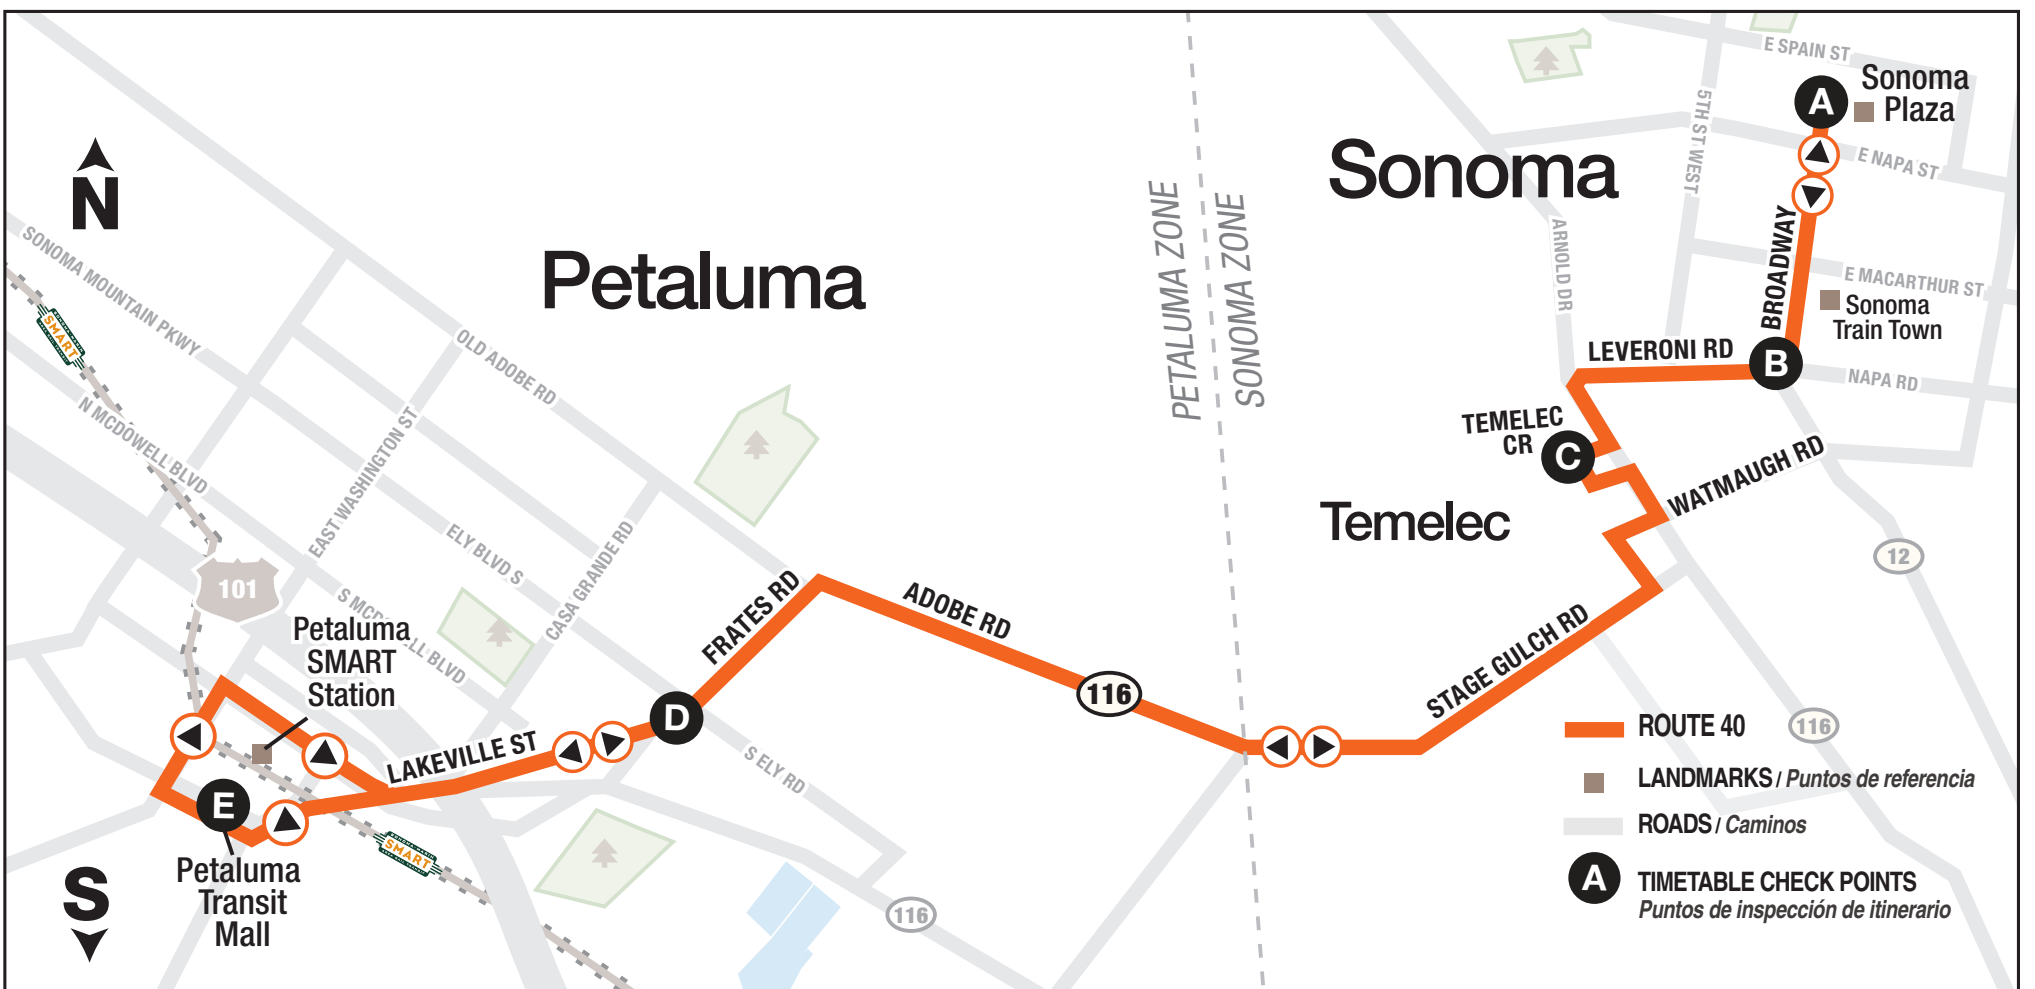 N
S
Petaluma
Sonoma
Temelec
PETALUMA ZONE
SONOMA ZONE
E SPAIN ST
5TH ST WEST
A
Sonoma
Plaza
E NAPA ST
BROADWAY
E MACARTHUR ST
Sonoma
Train Town
ARNOLD DR
LEVERONI RD
B
NAPA RD
TEMELEC
CR
C
WATMAUGH RD
12
116
STAGE GULCH RD
116
ADOBE RD
FRATES RD
D
S ELY RD
LAKEVILLE ST
116
SONOMA MOUNTAIN PKWY
SMART
N MCDOWELL BLVD
OLD ADOBE RD
EAST WASHINGTON ST
ELY BLVD S
CASA GRANDE RD
101
S MCDOWELL BLVD
Petaluma
SMART
Station
E
Petaluma
Transit
Mall
SMART
ROUTE 40
LANDMARKS / Puntos de referencia
ROADS / Caminos
A
TIMETABLE CHECK POINTS
Puntos de inspección de itinerario